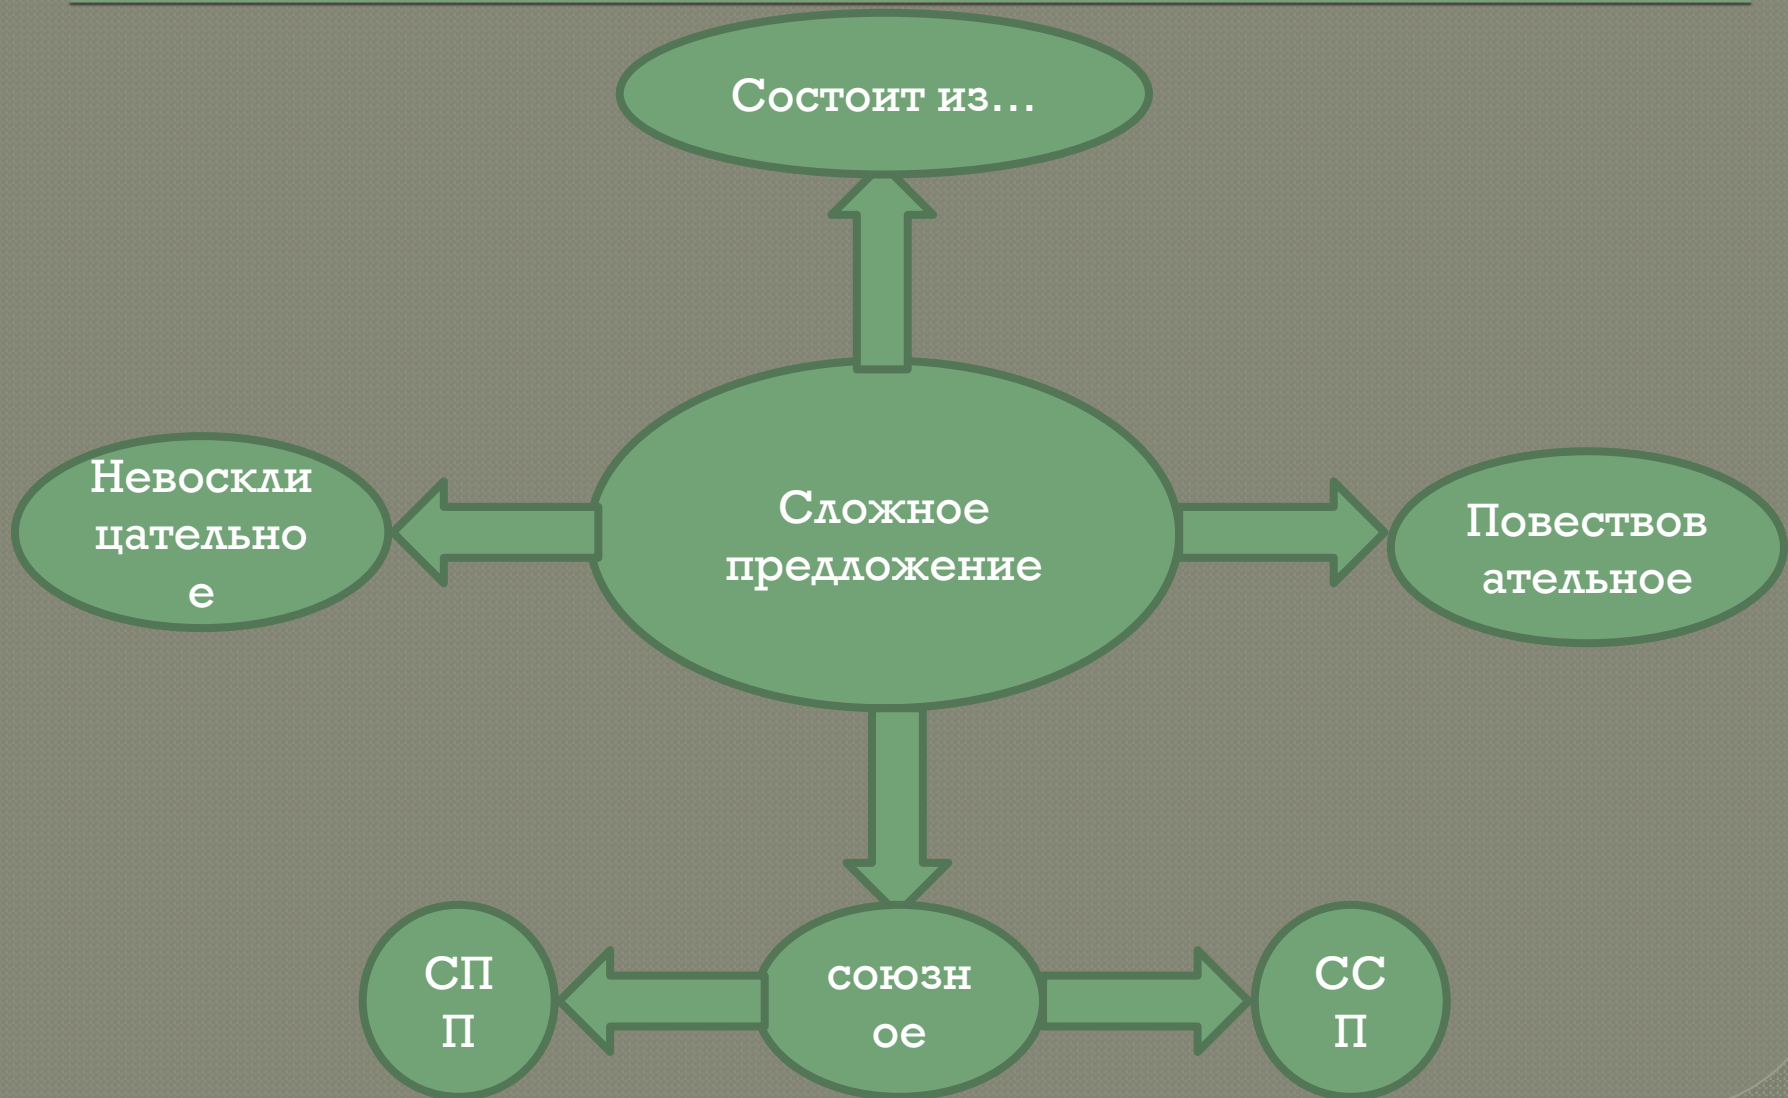 Состоит из...
Невоскли
цательно
е
Сложное
предложение
Повествов
ательное
СП
П
союзн
ое
СС
П